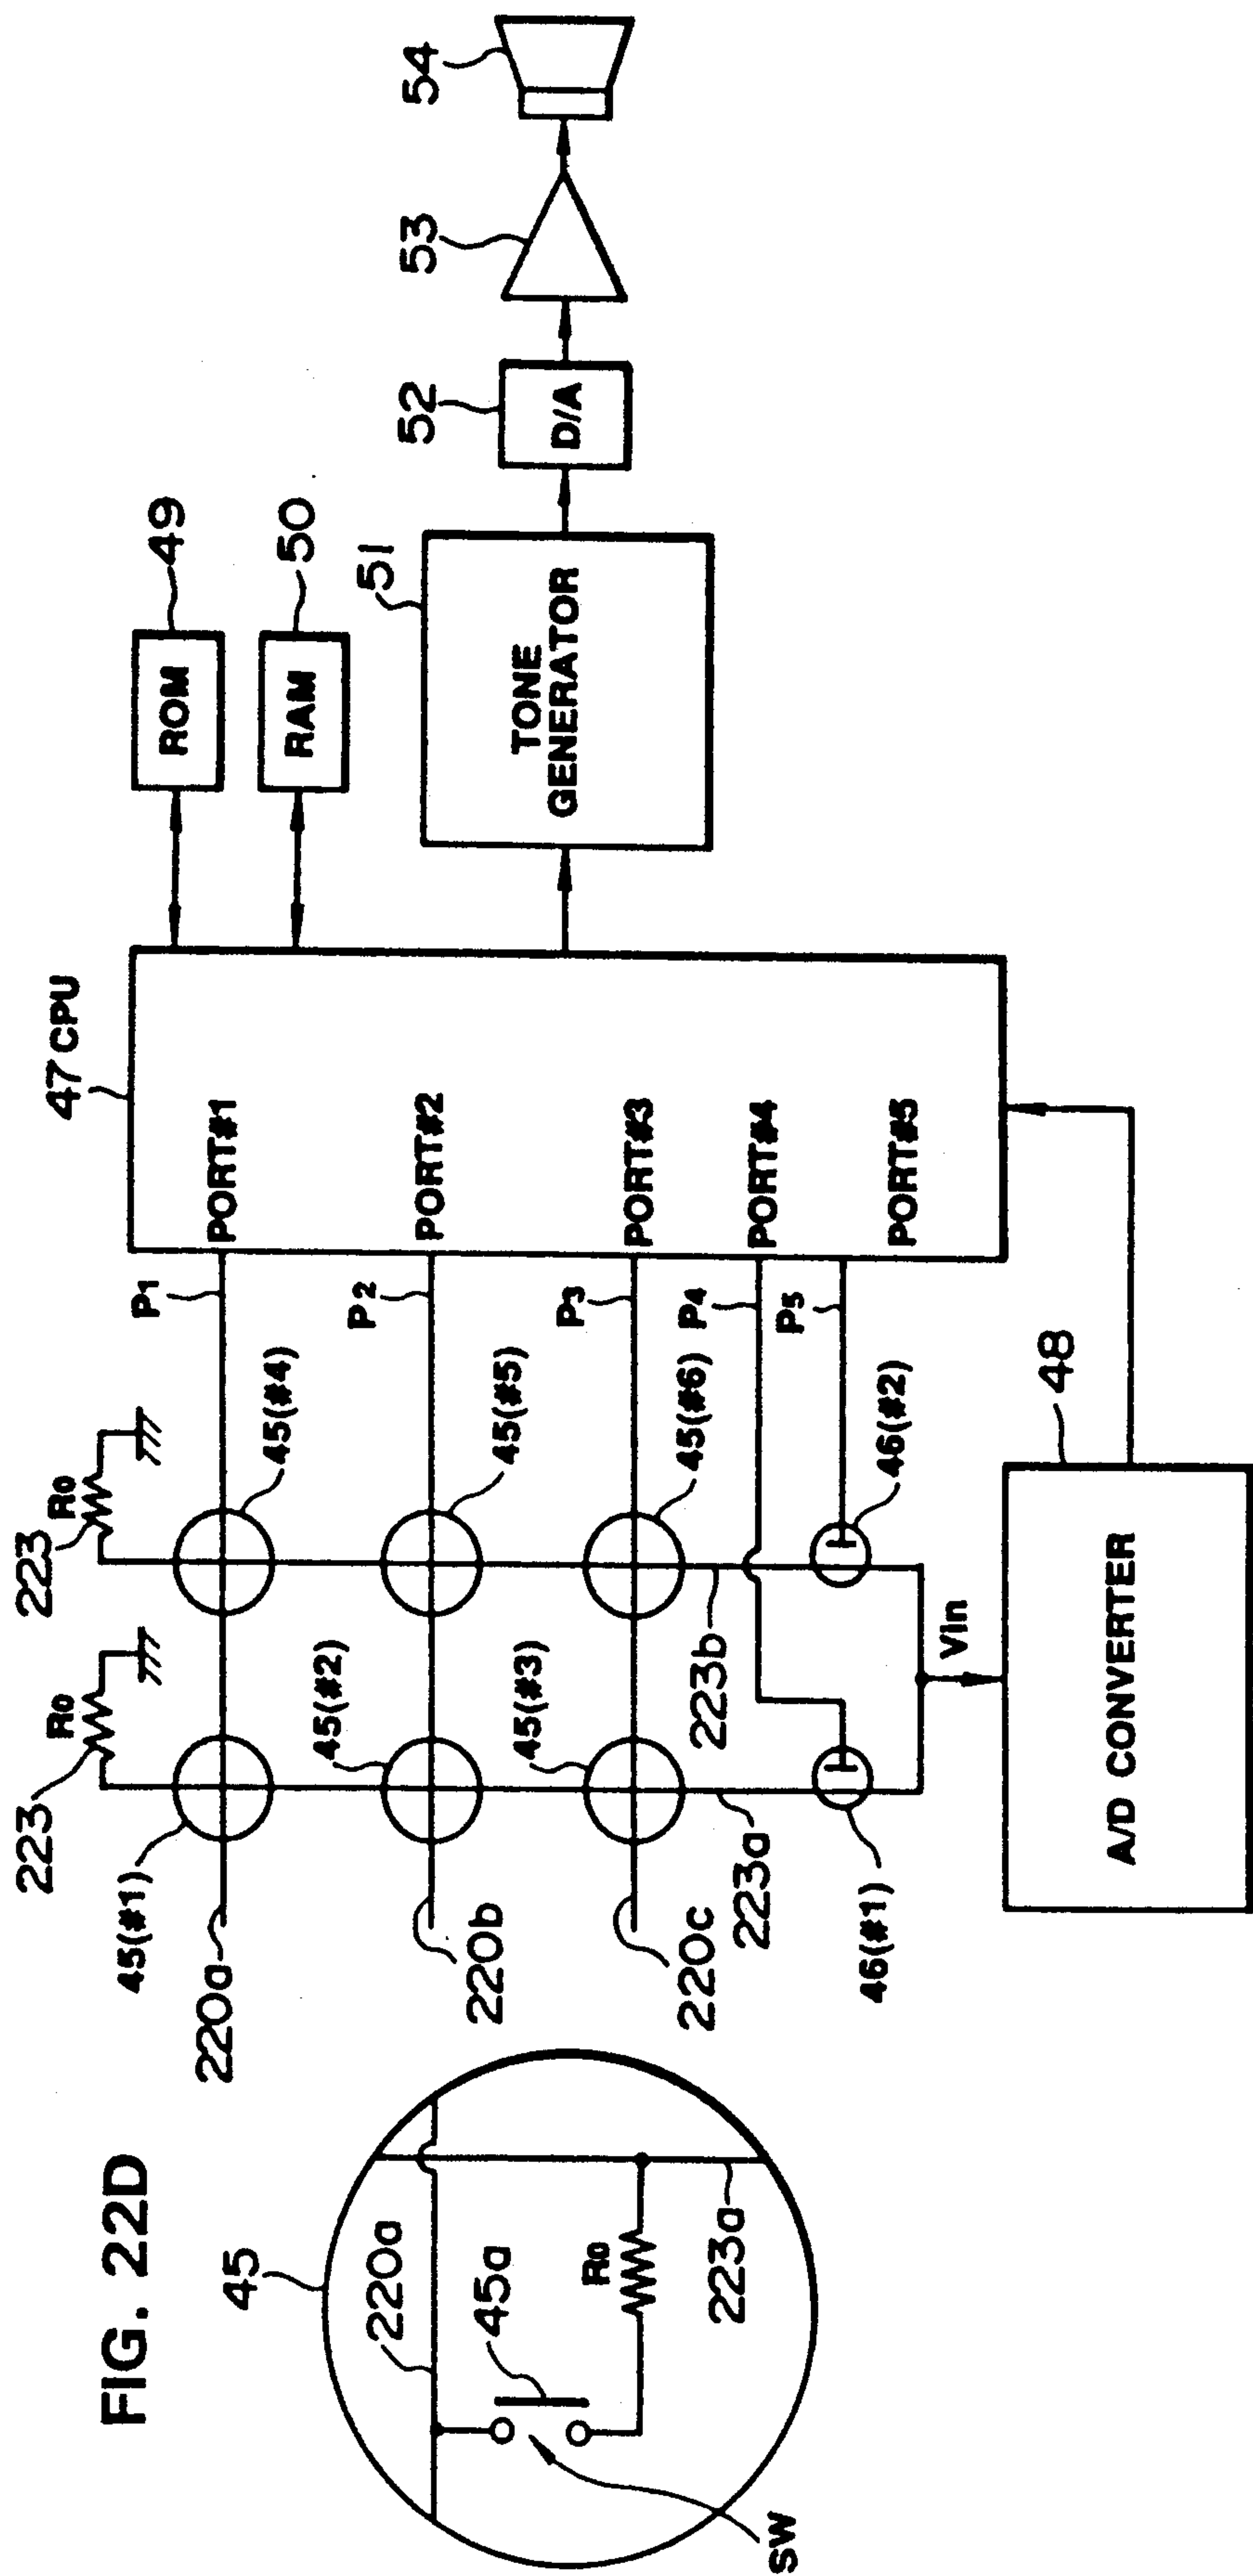 FIG. 22D
45
220a
45a
R0
223a
SW
223
R0
223
R0
45(#1)
45(#4)
220a
P1
47 CPU
PORT#1
ROM
49
RAM
50
45(#2)
45(#5)
220b
P2
PORT#2
45(#3)
45(#6)
220c
P3
PORT#3
223a
223b
P4
PORT#4
P5
PORT#5
46(#1)
46(#2)
Vin
48
A/D CONVERTER
51
TONE
GENERATOR
52
D/A
53
54